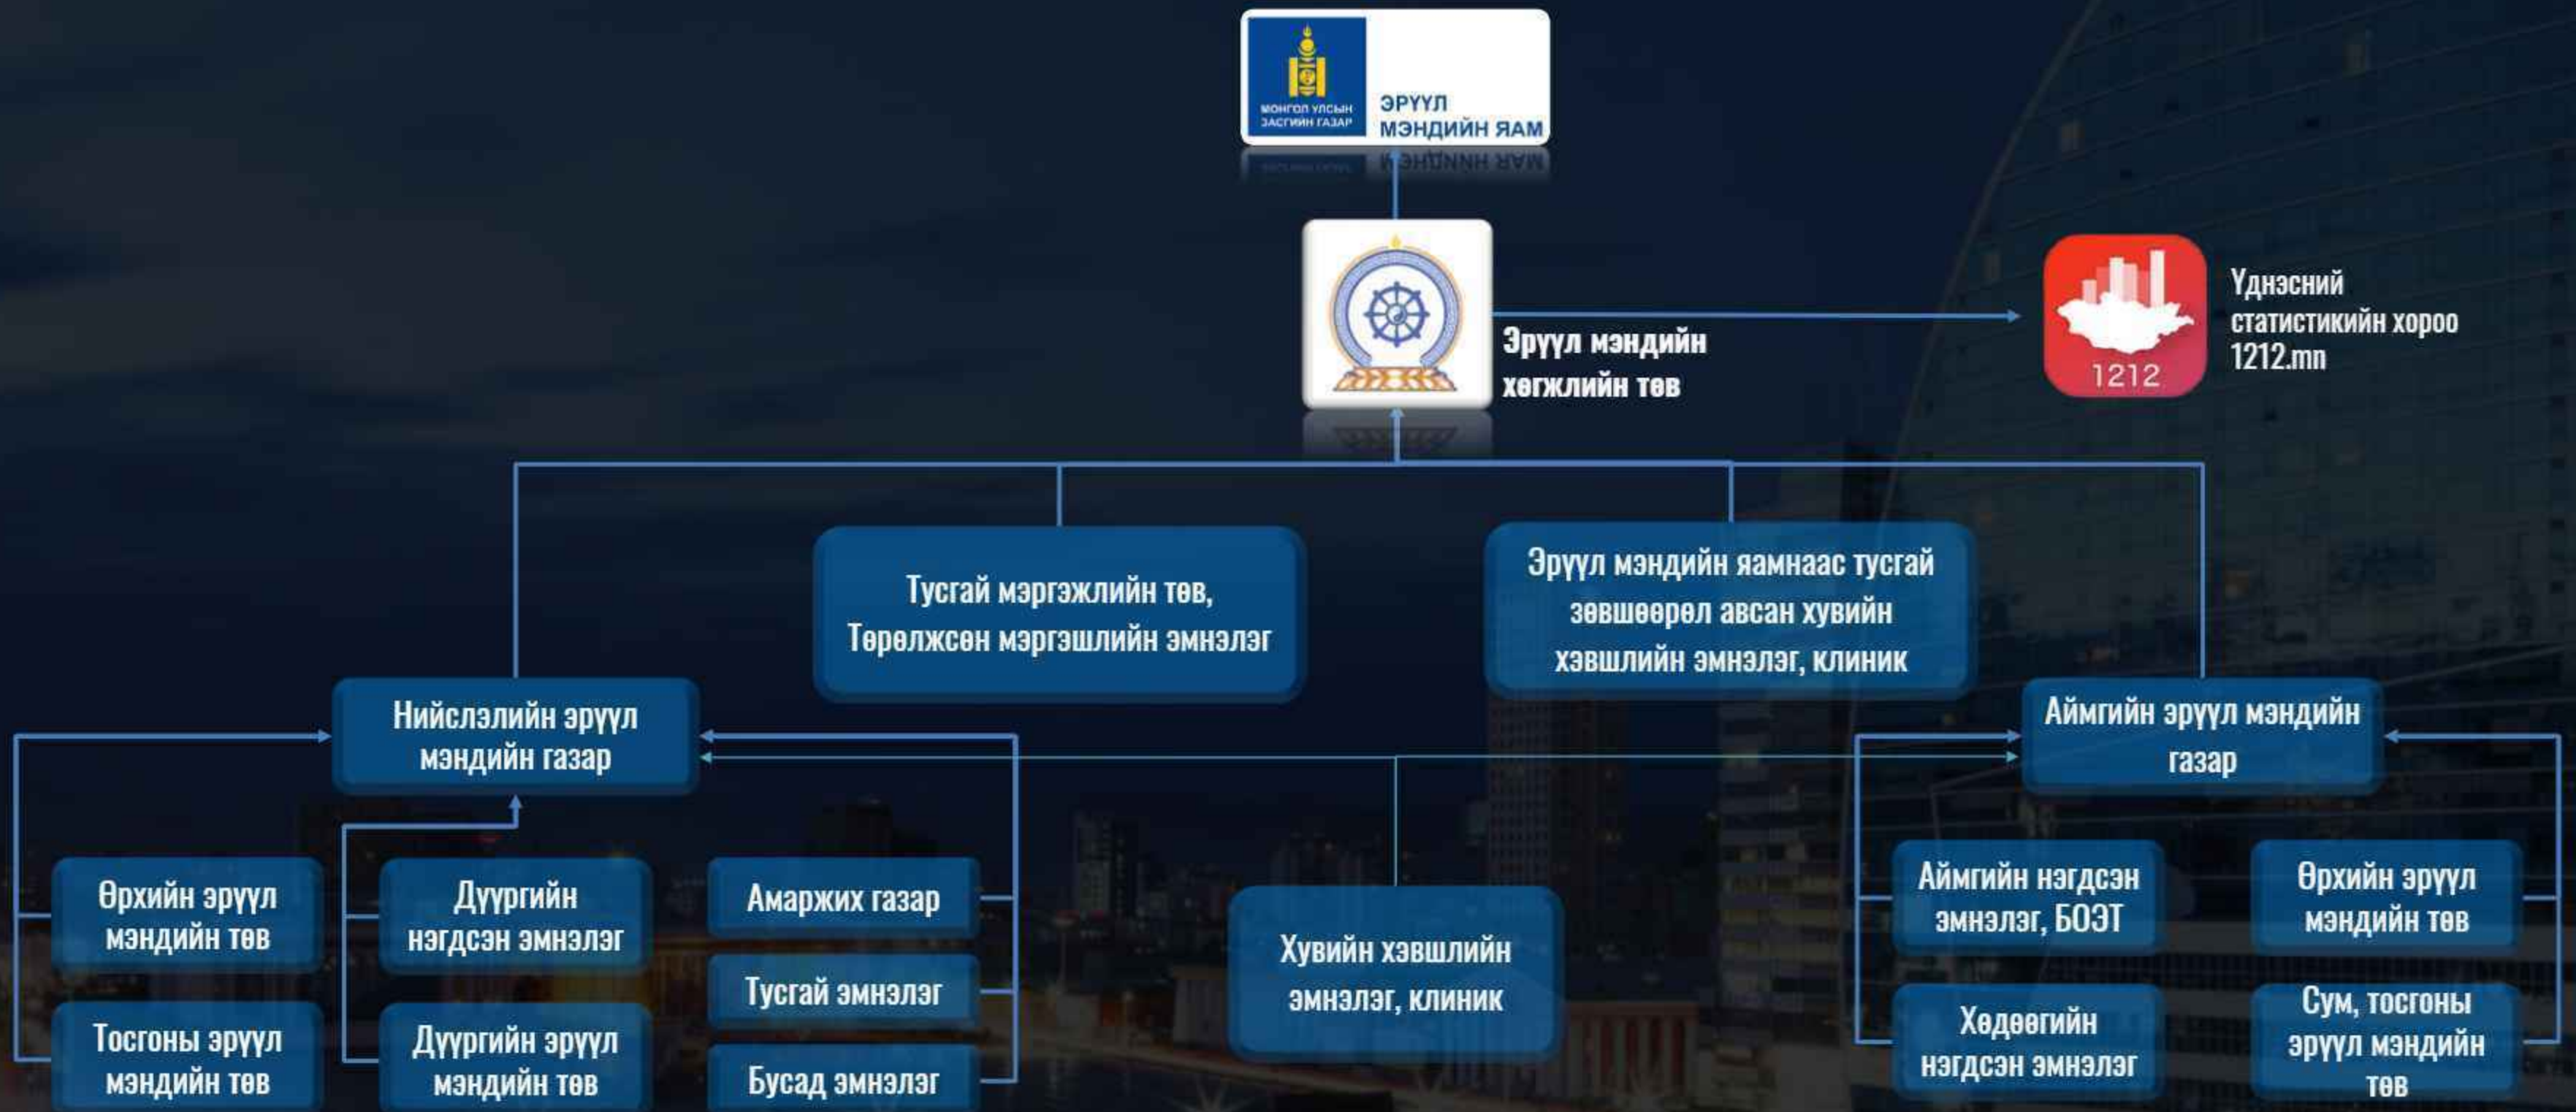 МОНГОЛ УЛСЫН
ЗАСГИЙН ГАЗАР
ЭРҮҮЛ
МЭНДИЙН ЯАМ
Эрүүл мэндийн
хөгжлийн төв
1212
Үднэсний
статистикийн хороо
1212.mn
Тусгай мэргэжлийн төв,
Төрөлжсөн мэргэшлийн эмнэлэг
Эрүүл мэндийн яамнаас тусгай
зөвшөөрөл авсан хувийн
хэвшлийн эмнэлэг, клиник
Нийслэлийн эрүүл
мэндийн газар
Аймгийн эрүүл мэндийн
газар
Өрхийн эрүүл
мэндийн төв
Дүүргийн
нэгдсэн эмнэлэг
Амаржих газар
Тусгай эмнэлэг
Бусад эмнэлэг
Тосгоны эрүүл
мэндийн төв
Дүүргийн эрүүл
мэндийн төв
Хувийн хэвшлийн
эмнэлэг, клиник
Аймгийн нэгдсэн
эмнэлэг, БОЭТ
Өрхийн эрүүл
мэндийн төв
Хөдөөгийн
нэгдсэн эмнэлэг
Сум, тосгоны
эрүүл мэндийн
төв